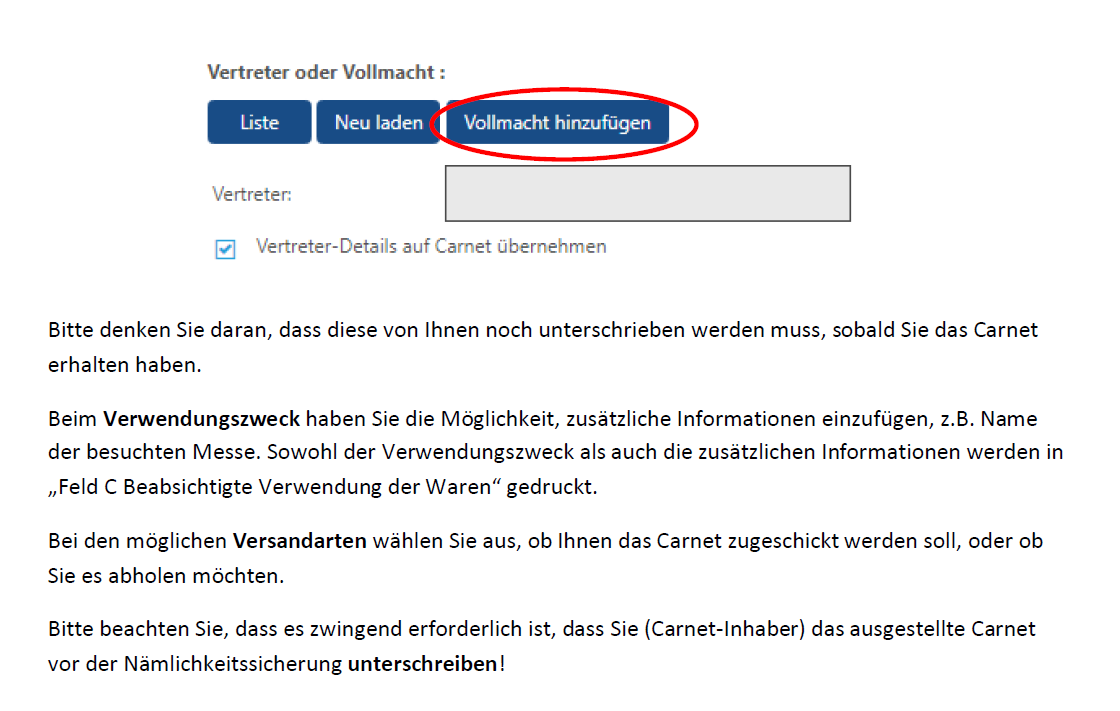 Vertreter oder Vollmacht :
Liste Neu laden Vollmacht hinzufügen
Vertreter:
Vertreter-Details auf Carnet übernehmen
Bitte denken Sie daran, dass diese von Ihnen noch unterschrieben werden muss, sobald Sie das Carnet
erhalten haben.
Beim Verwendungszweck haben Sie die Möglichkeit, zusätzliche Informationen einzufügen, z.B. Name
der besuchten Messe. Sowohl der Verwendungszweck als auch die zusätzlichen Informationen werden in
„Feld C Beabsichtigte Verwendung der Waren“ gedruckt.
Bei den möglichen Versandarten wählen Sie aus, ob Ihnen das Carnet zugeschickt werden soll, oder ob
Sie es abholen möchten.
Bitte beachten Sie, dass es zwingend erforderlich ist, dass Sie (Carnet-Inhaber) das ausgestellte Carnet
vor der Nämlichkeitssicherung unterschreiben!